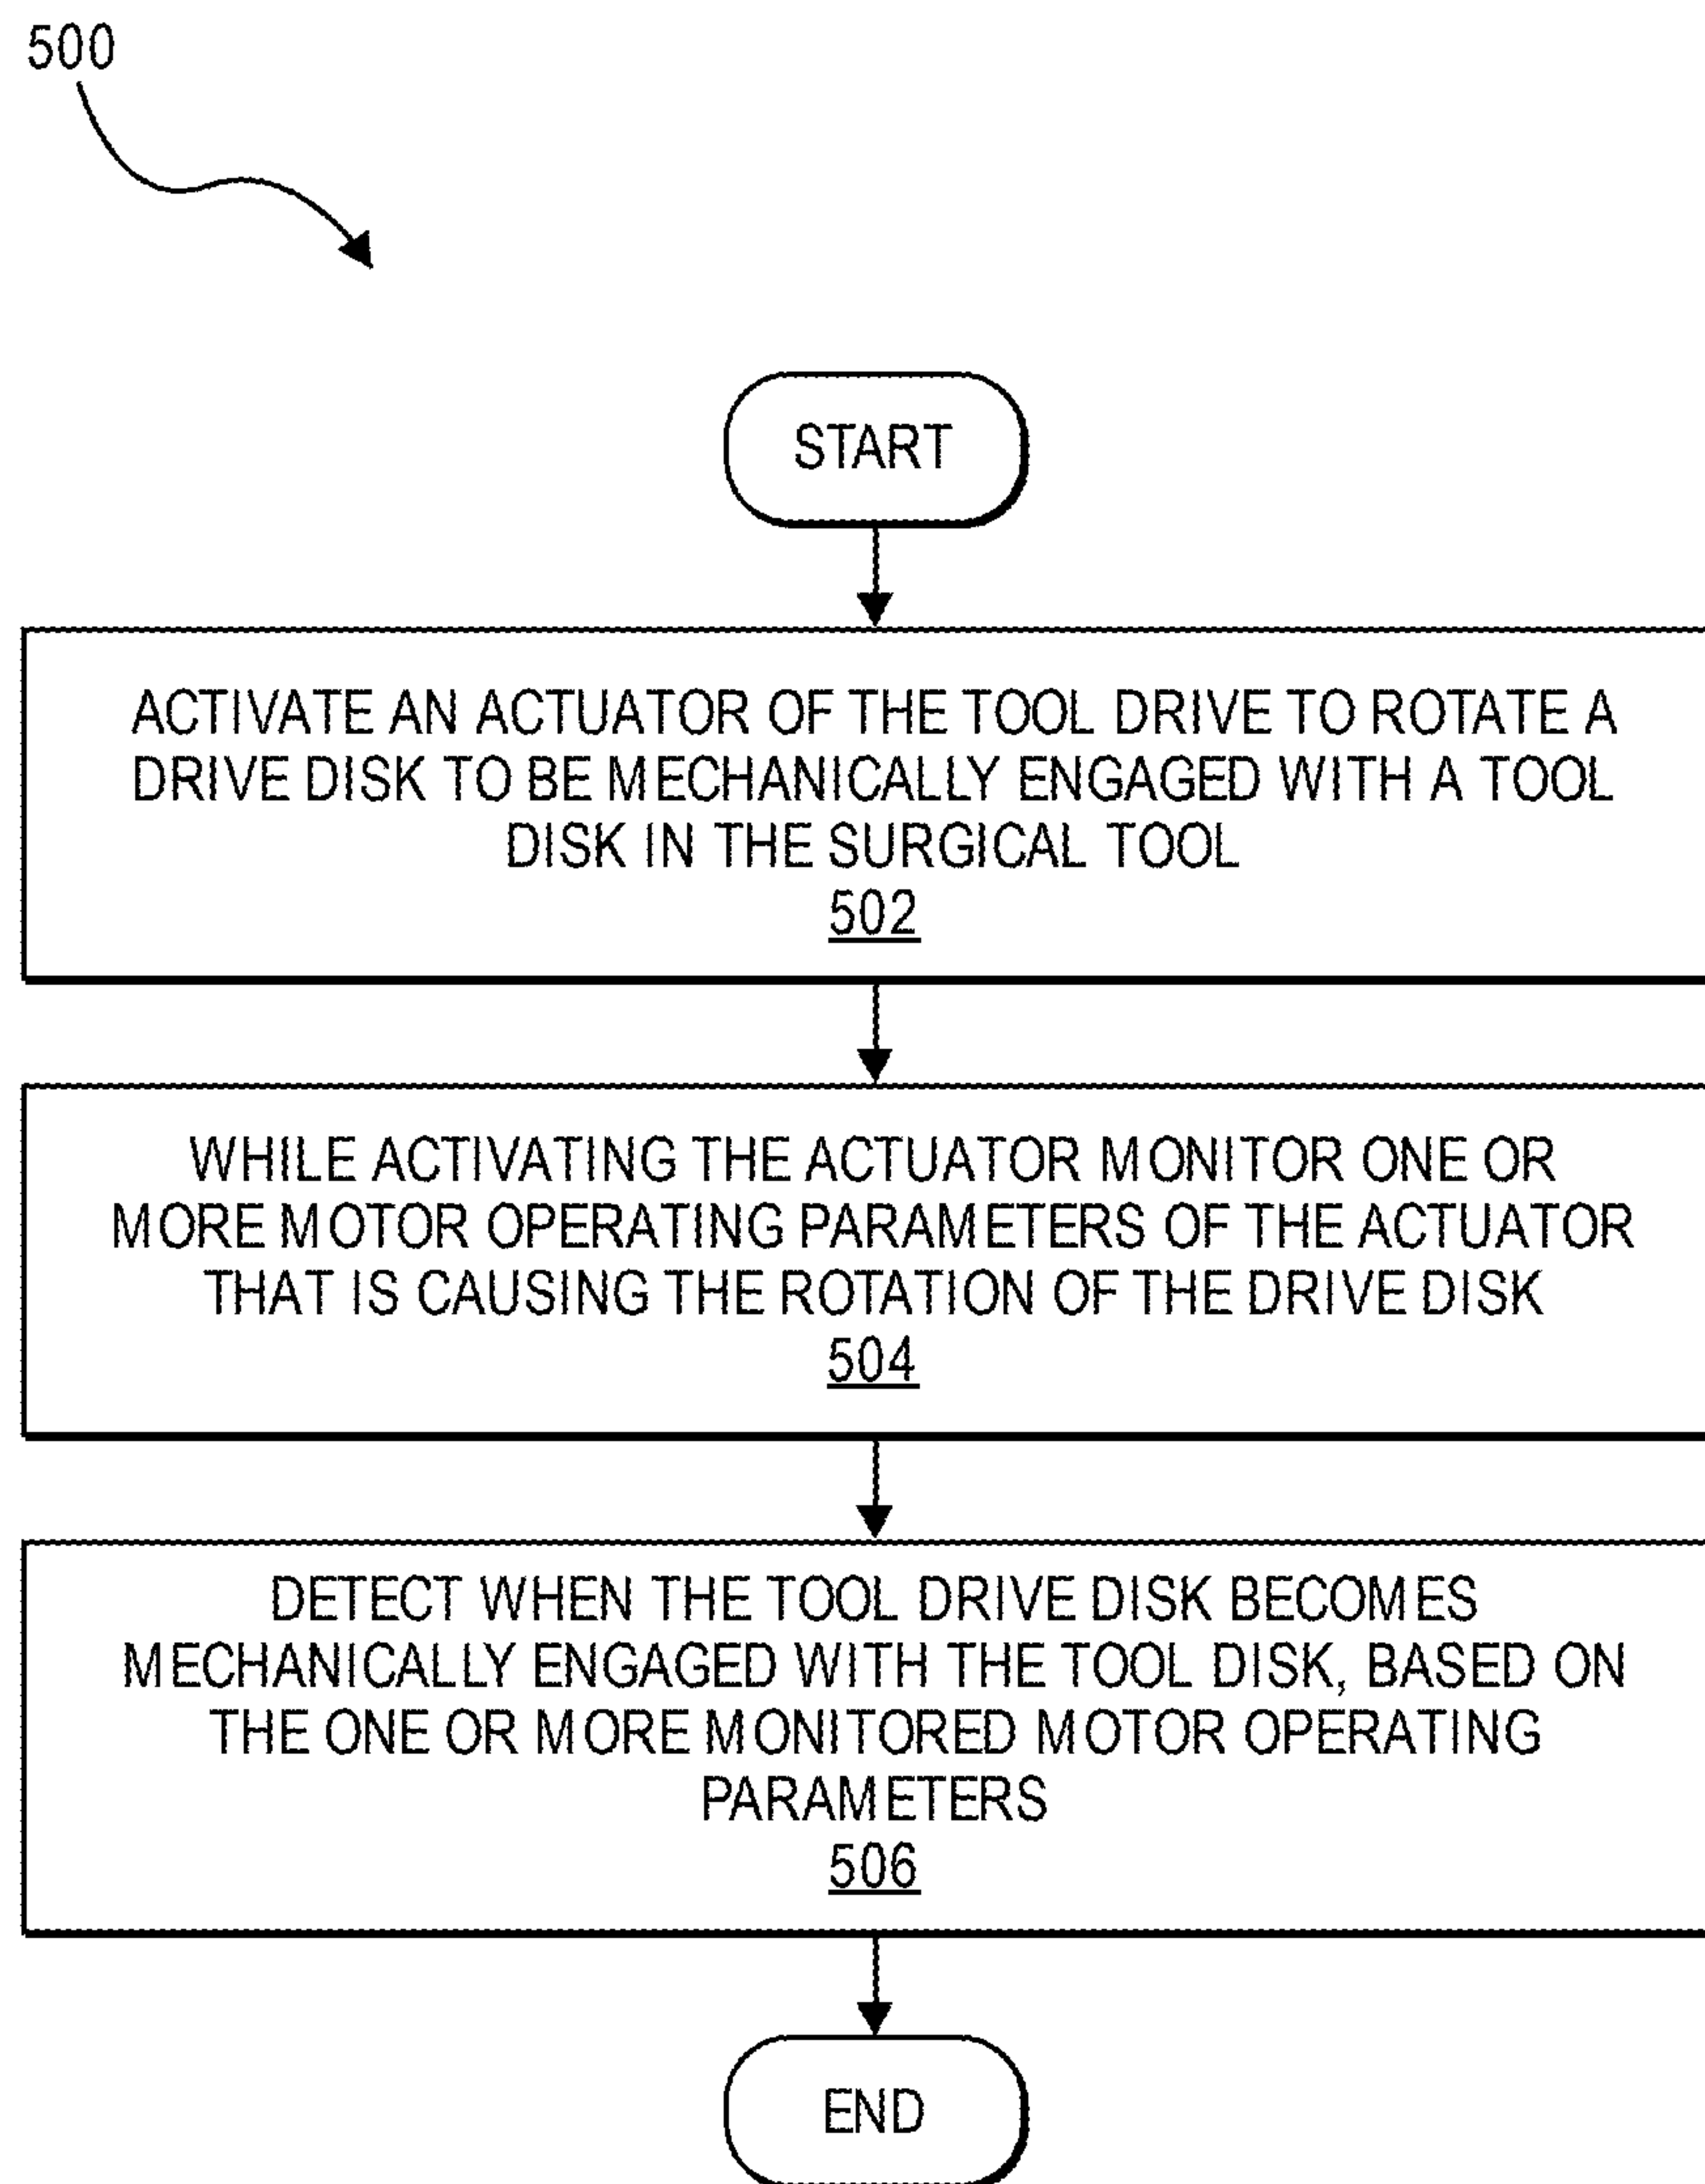 500
START
ACTIVATE AN ACTUATOR OF THE TOOL DRIVE TO ROTATE A
DRIVE DISK TO BE MECHANICALLY ENGAGED WITH A TOOL
DISK IN THE SURGICAL TOOL
502
WHILE ACTIVATING THE ACTUATOR MONITOR ONE OR
MORE MOTOR OPERATING PARAMETERS OF THE ACTUATOR
THAT IS CAUSING THE ROTATION OF THE DRIVE DISK
504
DETECT WHEN THE TOOL DRIVE DISK BECOMES
MECHANICALLY ENGAGED WITH THE TOOL DISK, BASED ON
THE ONE OR MORE MONITORED MOTOR OPERATING
PARAMETERS
506
END